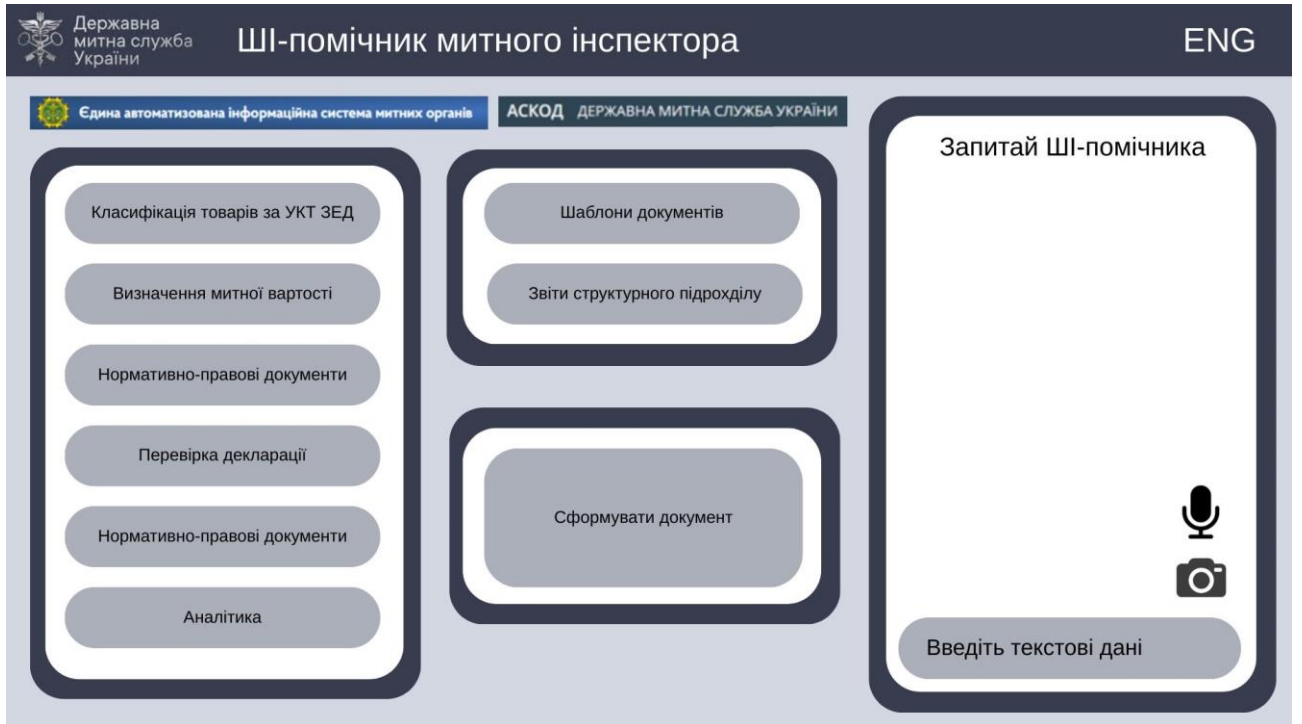 Державна
митна служба
України
ШІ-помічник митного інспектора
ENG
Єдина автоматизована інформаційна система митних органів
АСКОД ДЕРЖАВНА МИТНА СЛУЖБА УКРАЇНИ
Класифікація товарів за УКТ ЗЕД
Визначення митної вартості
Нормативно-правові документи
Перевірка декларації
Нормативно-правові документи
Аналітика
Шаблони документів
Звіти структурного підрохділу
Сформувати документ
Запитай ШІ-помічника
Введіть текстові дані